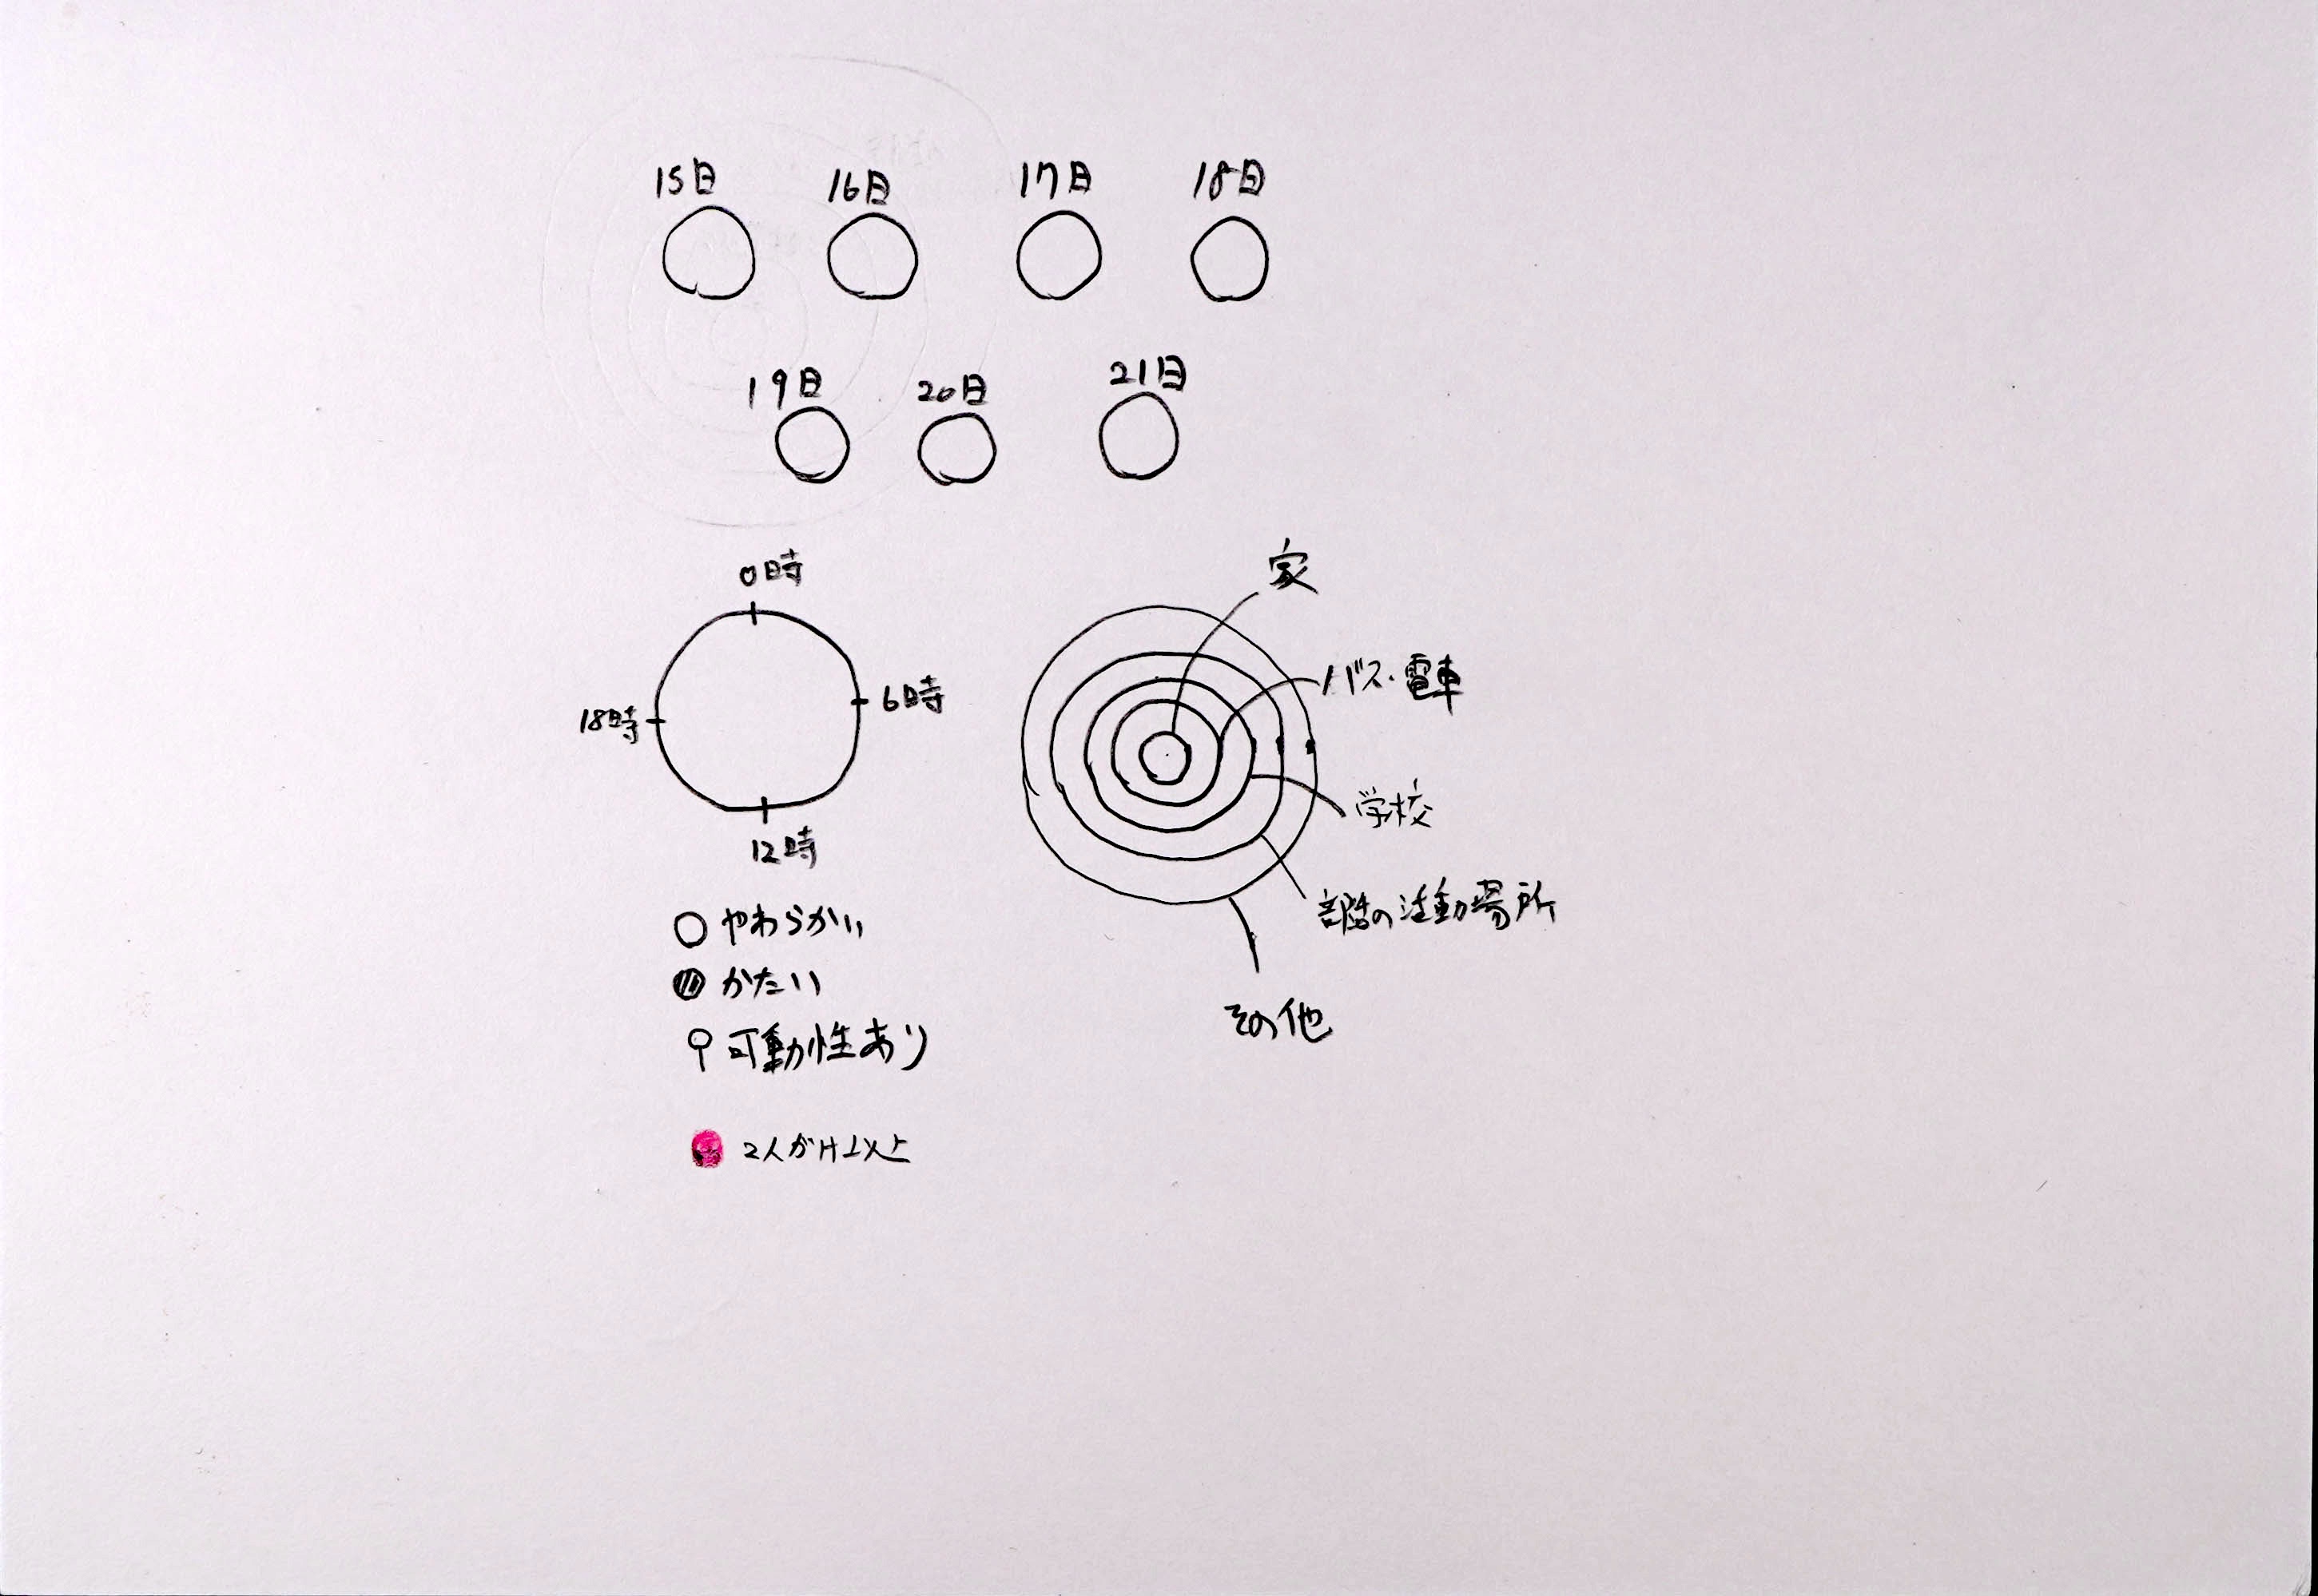 15日 16日 17日 18日
19日 20日 21日
0時
6時
18時
12時
家
バス・電車
学校
部活の活動場所
その他
やわらかい
かたい
可動性あり
2人がけ以上